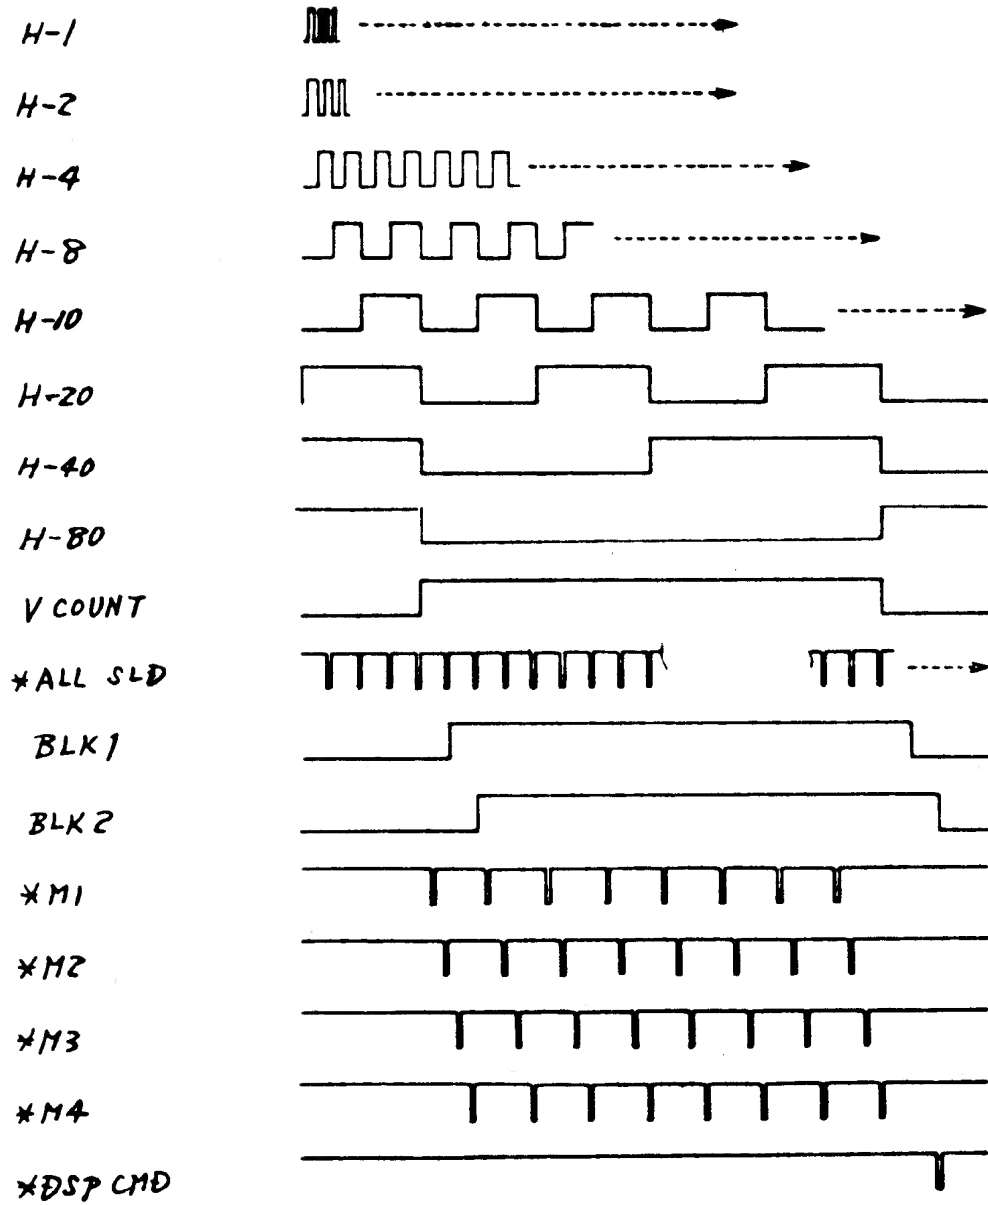 H-1
H-2
H-4
H-8
H-10
H-20
H-40
H-80
V COUNT
*ALL SLD
BLK1
BLK2
*M1
*M2
*M3
*M4
*DSP CMD